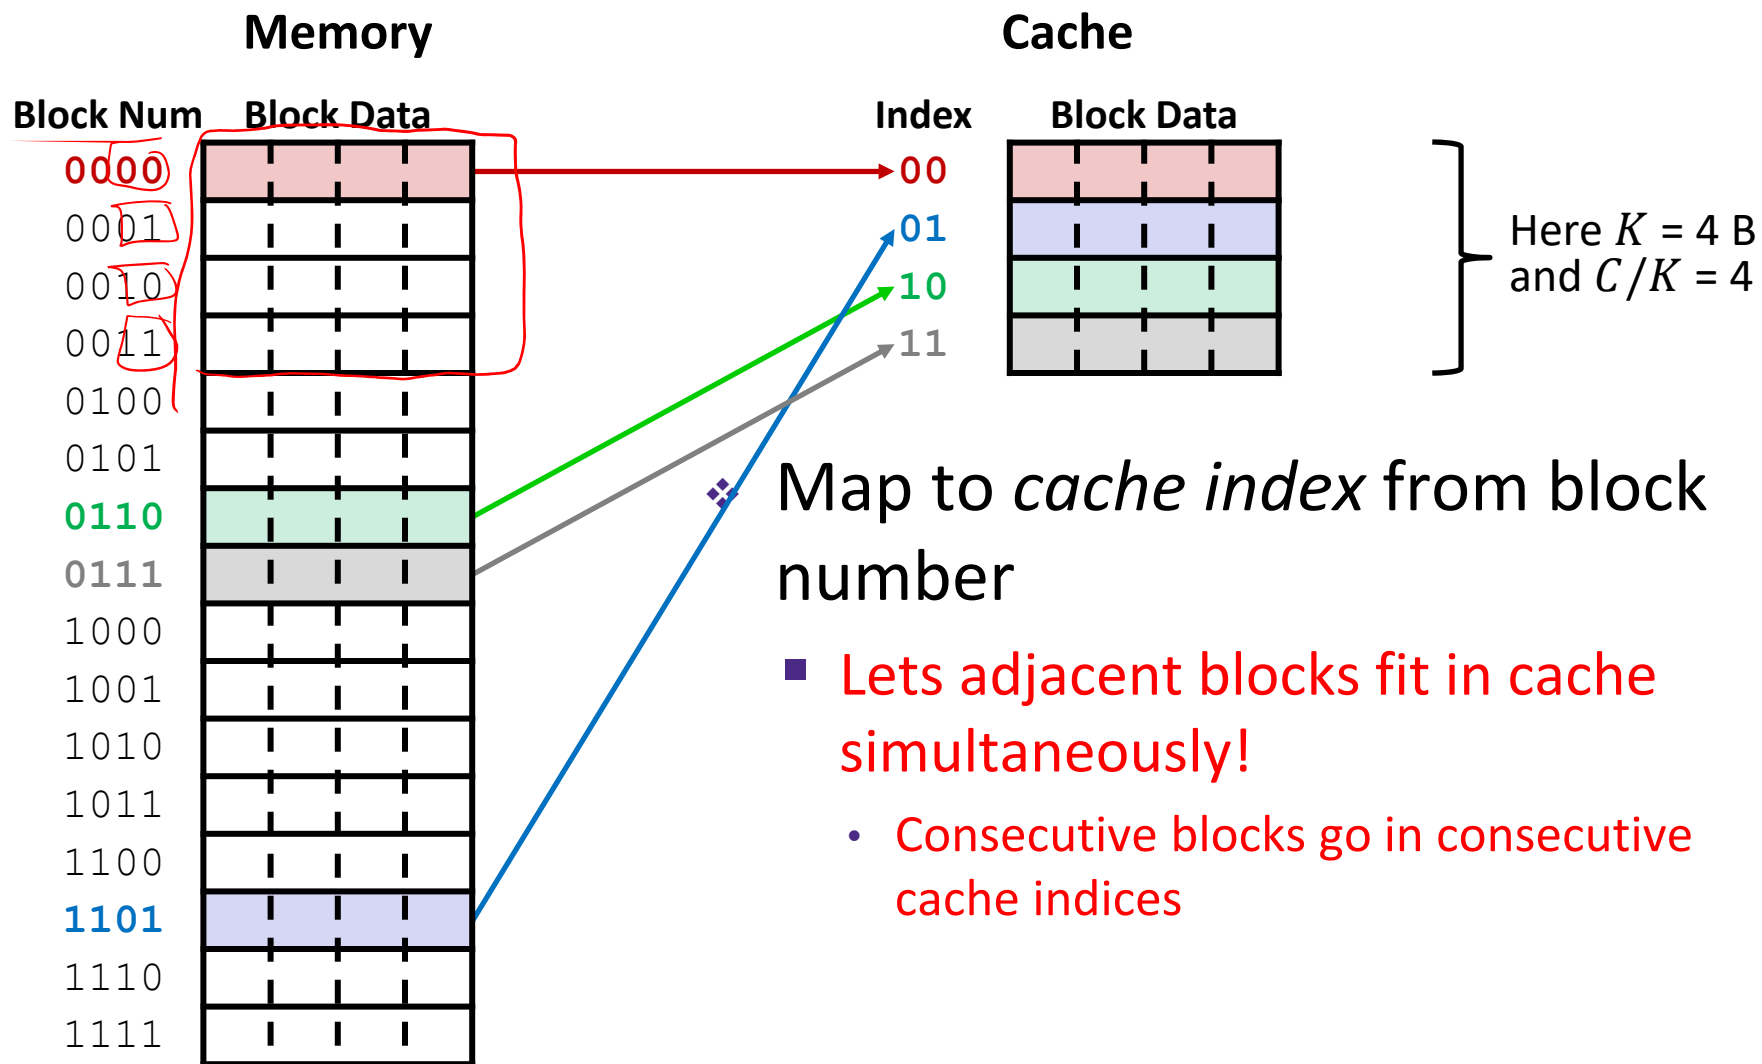 Memory
Cache
Block Num
Block Data
Index
Block Data
0000
0001
0010
0011
0100
0101
0110
0111
1000
1001
1010
1011
1100
1101
1110
1111
00
01
10
11
Here K = 4 B
and C/K = 4
Map to cache index from block
number
Lets adjacent blocks fit in cache
simultaneously!
Consecutive blocks go in consecutive
cache indices